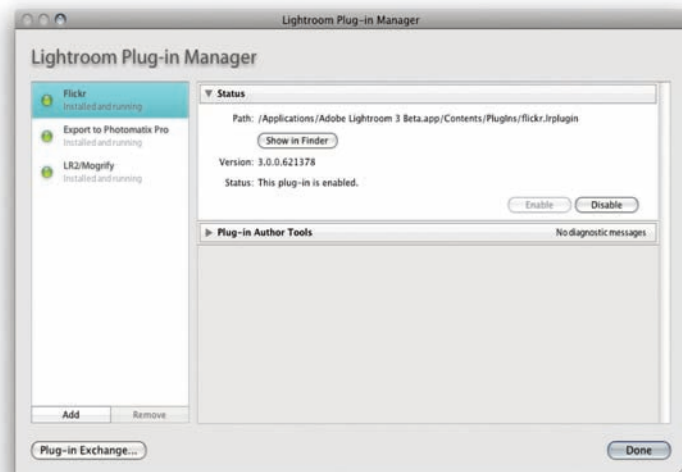 Lightroom Plug-in Manager
Lightroom Plug-in Manager
Flickr
Installed and running
Export to Photomatix Pro
Installed and running
LR2/Mogrify
Installed and running
Add Remove
▼ Status
Path: /Applications/Adobe Lightroom 3 Beta.app/Contents/PlugIns/flickr.lrplugin
Show in Finder
Version: 3.0.0.621378
Status: This plug-in is enabled.
Enable Disable
▶ Plug-in Author Tools No diagnostic messages
Plug-in Exchange... Done